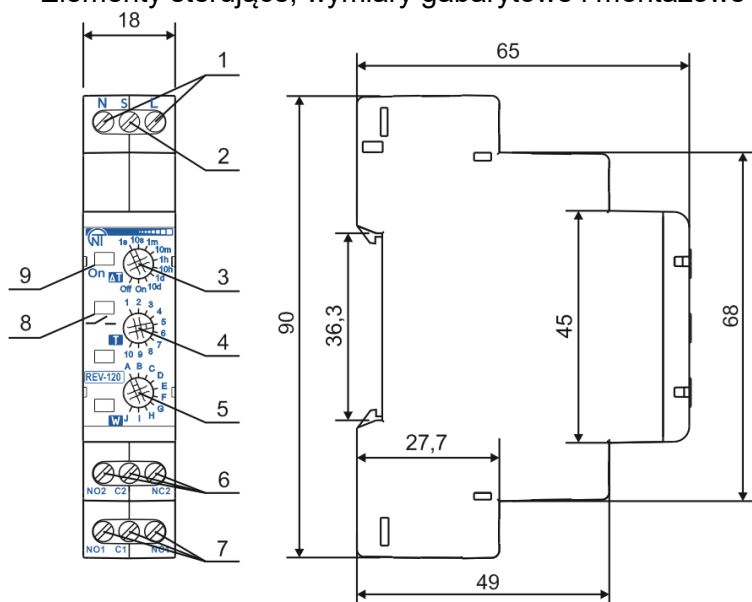 Elementy sterujące, wymiary gabarytowe i montażowe
18
65
1
N S L
2
NTI
1s 10s 1m
10m
1h
10h
1d
10d
On
Off
On
ΔT
9
3
8
1 2 3
4
5
6
7
8
9
10
T
4
REV-120
A B C
D
E
F
G
H
I
J
W
5
NO2 C2 NC2
6
NO1 C1 NC1
7
90
36,3
45
68
27,7
49